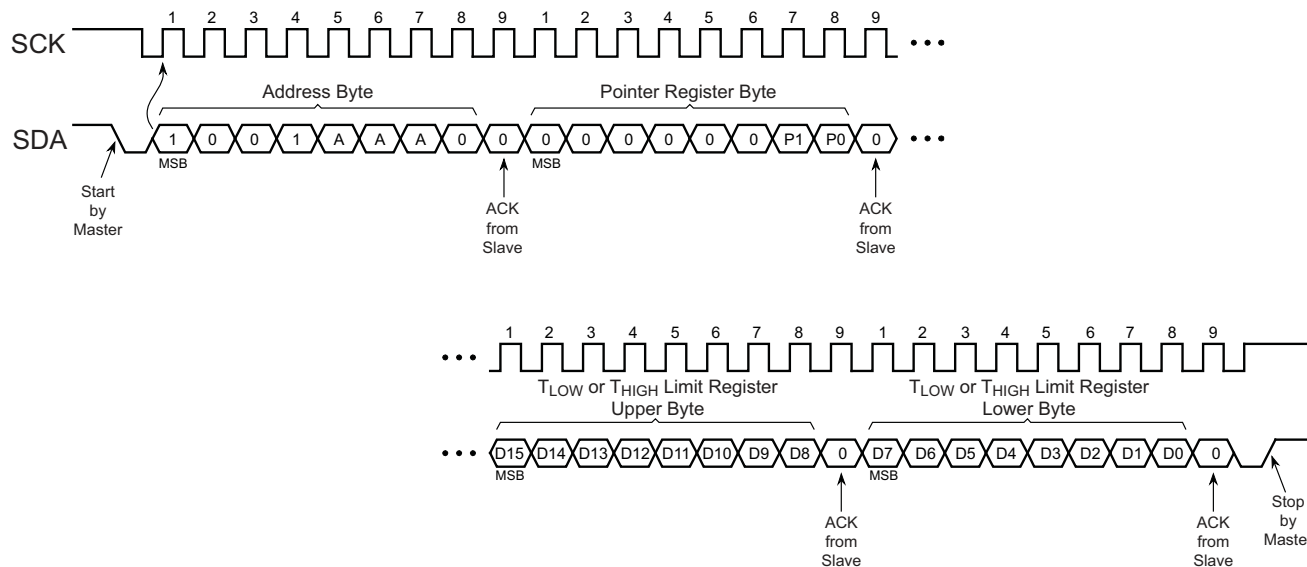 1 2 3 4 5 6 7 8 9 1 2 3 4 5 6 7 8 9
SCK
Address Byte Pointer Register Byte
SDA 1 0 0 1 A A A 0 0 0 0 0 0 0 0 P1 P0 0
MSB MSB
Start
by
Master
ACK
from
Slave
ACK
from
Slave
1 2 3 4 5 6 7 8 9 1 2 3 4 5 6 7 8 9
TLOW or THIGH Limit Register
Upper Byte
TLOW or THIGH Limit Register
Lower Byte
D15 D14 D13 D12 D11 D10 D9 D8 0 D7 D6 D5 D4 D3 D2 D1 D0 0
MSB MSB
ACK
from
Slave
ACK
from
Slave
Stop
by
Master